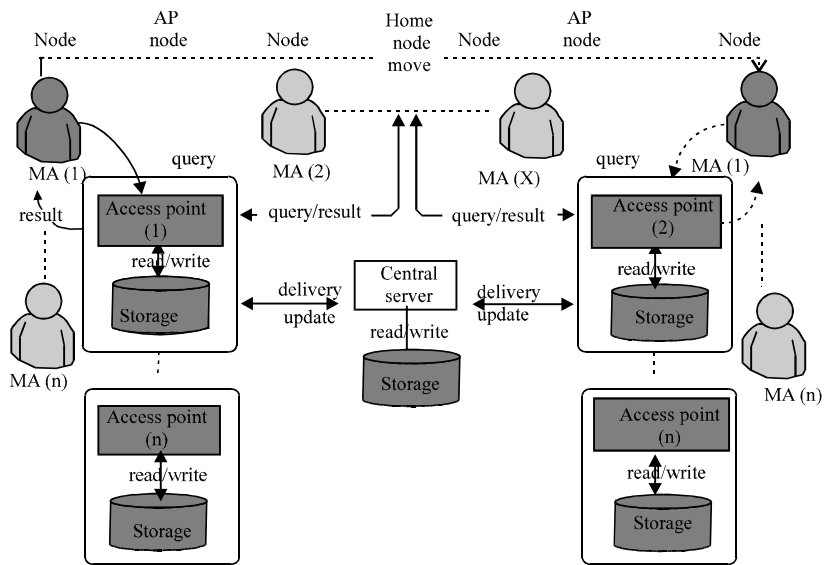 AP
node
Node
Node
Home
node
move
Node
AP
node
Node
MA (1)
query
MA (2)
MA (X)
query
MA (1)
result
Access point
(1)
query/result
query/result
Access point
(2)
read/write
Storage
delivery
update
Central
server
delivery
update
read/write
Storage
read/write
Storage
MA (n)
MA (n)
Access point
(n)
read/write
Storage
Access point
(n)
read/write
Storage